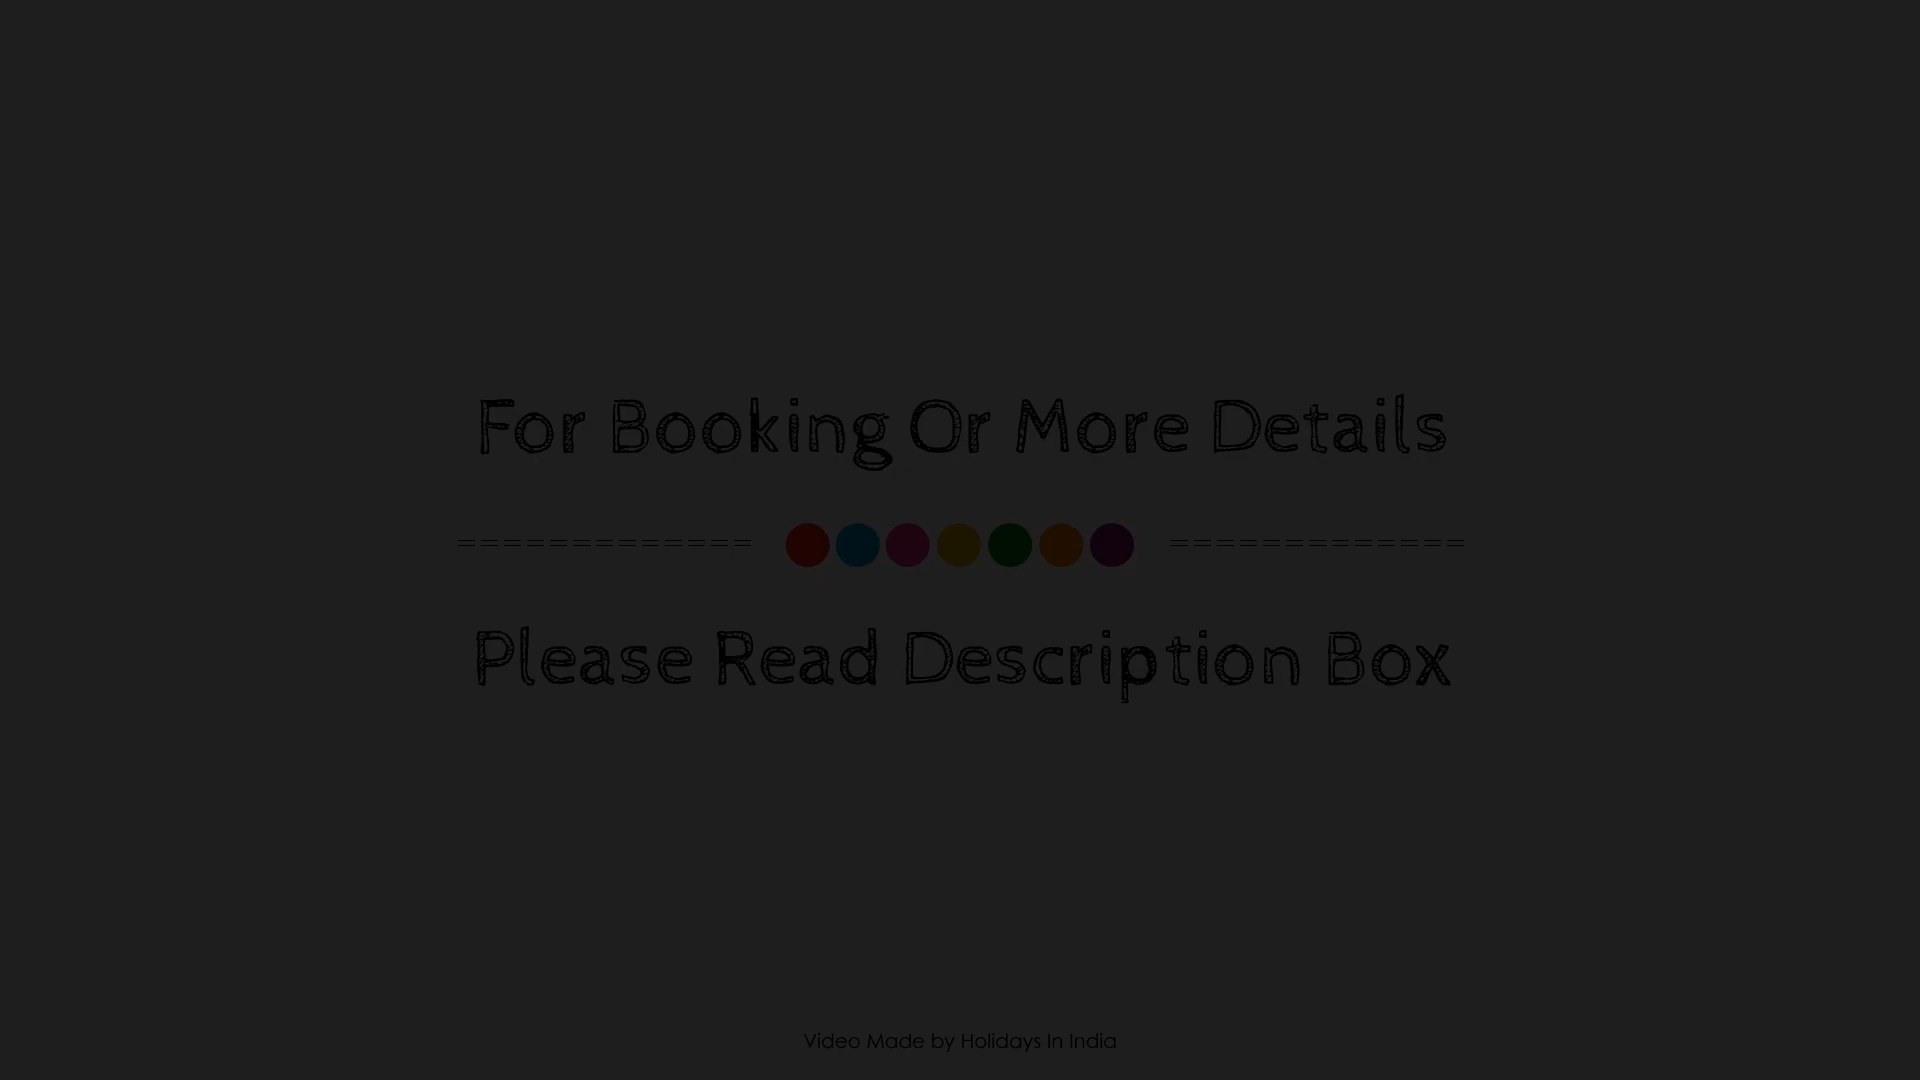 For Booking Or More Details
============= =============
Please Read Description Box
Video Made by Holidays In India